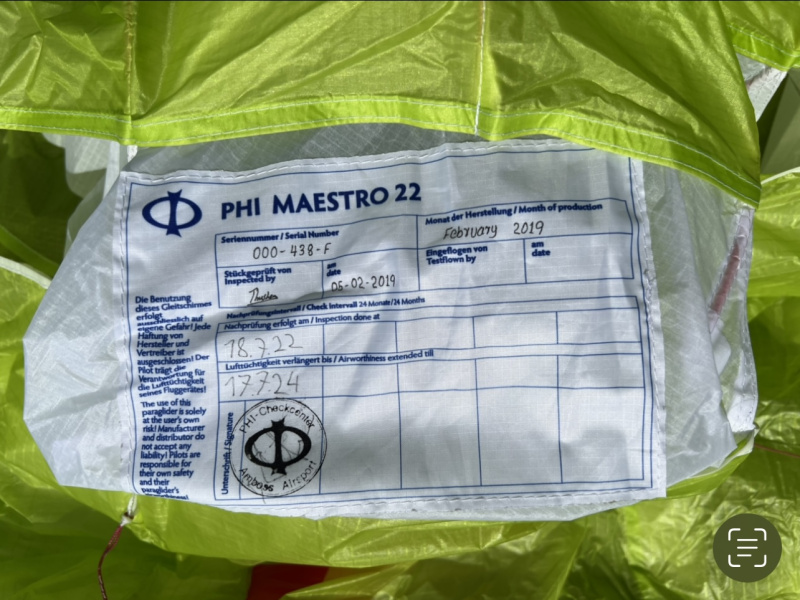 PHI MAESTRO 22
Seriennummer / Serial Number
000-438-F
Monat der Herstellung / Month of production
February 2019
Stückgeprüft von
Inspected by
am
date
05-02-2019
Eingeflogen von
Testflown by
am
date
Nachprüfungsintervall / Check Intervall 24 Monate/24 Months
Nachprüfung erfolgt am / Inspection done at
18.7.22
Luftsüchtigkeit verlängert bis / Airworthiness extended till
17.7.24
Unterschrift / Signature
PHI-Checkcenter
Airsport
Die Benutzung
dieses Gleitschirmes
erfolgt
ausschliesslich auf
eigene Gefahr! Jede
Haftung von
Hersteller und
Vertreiber ist
ausgeschlossen! Der
Pilot trägt die
Verantwortung für
die Lufttüchtigkeit
seines Fluggerätes!
The use of this
paraglider is solely
at the user's own
risk! Manufacturer
and distributor do
not accept any
liability! Pilots are
responsible for
their own safety
and their
paraglider's